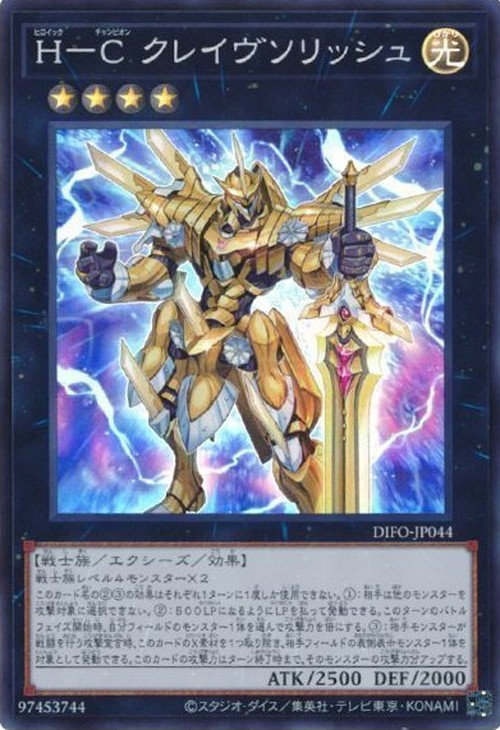 ヒロイック チャンピオン
H－C クレイヴソリッシュ
ひかり
光
DIFO-JP044
【戦士族／エクシーズ／効果】
戦士族レベル４モンスター×２
このカード名の②③の効果はそれぞれ１ターンに１度しか使用できない。①：相手は他のモンスターを
攻撃対象に選択できない。②：５００LPになるようにLPを払って発動できる。このターンのバトル
フェイズ開始時、自分フィールドのモンスター１体を選んで攻撃力を倍にする。③：相手モンスターが
戦闘を行う攻撃宣言時、このカードのX素材を１つ取り除き、相手フィールドの表側表示モンスター１体を
対象として発動できる。このカードの攻撃力はターン終了時まで、そのモンスターの攻撃力分アップする。
ATK/2500 DEF/2000
97453744
©スタジオ・ダイス／集英社・テレビ東京・KONAMI